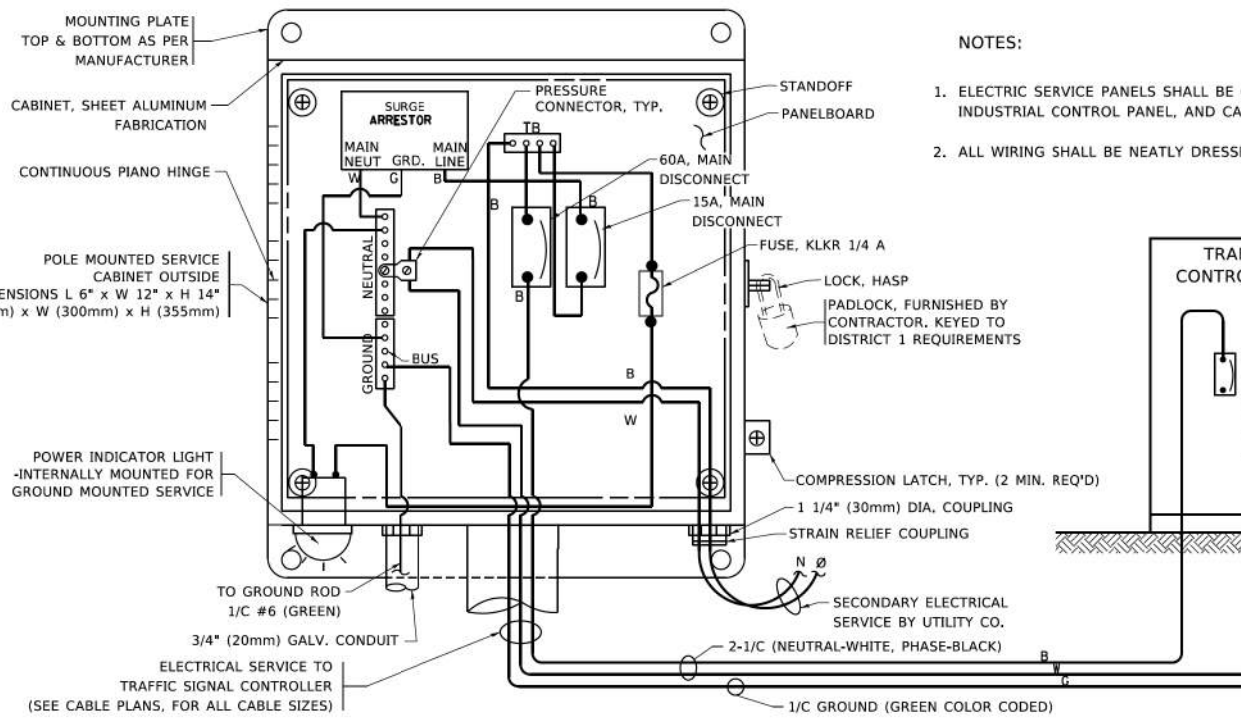 MOUNTING PLATE
TOP & BOTTOM AS PER
MANUFACTURER
CABINET, SHEET ALUMINUM
FABRICATION
CONTINUOUS PIANO HINGE
POLE MOUNTED SERVICE
CABINET OUTSIDE
ENSIONS L 6" x W 12" x H 14"
m) x W (300mm) x H (355mm)
POWER INDICATOR LIGHT
-INTERNALLY MOUNTED FOR
GROUND MOUNTED SERVICE
TO GROUND ROD
1/C #6 (GREEN)
3/4" (20mm) GALV. CONDUIT
ELECTRICAL SERVICE TO
TRAFFIC SIGNAL CONTROLLER
(SEE CABLE PLANS, FOR ALL CABLE SIZES)
SURGE
ARRESTOR
MAIN
NEUT
GRD.
MAIN
LINE
W
G
B
PRESSURE
CONNECTOR, TYP.
TB
NEUTRAL
GROUND
BUS
B
B
B
B
W
60A, MAIN
DISCONNECT
15A, MAIN
DISCONNECT
FUSE, KLKR 1/4 A
STANDOFF
PANELBOARD
LOCK, HASP
PADLOCK, FURNISHED BY
CONTRACTOR. KEYED TO
DISTRICT 1 REQUIREMENTS
COMPRESSION LATCH, TYP. (2 MIN. REQ'D)
1 1/4" (30mm) DIA. COUPLING
STRAIN RELIEF COUPLING
N Ø
SECONDARY ELECTRICAL
SERVICE BY UTILITY CO.
2-1/C (NEUTRAL-WHITE, PHASE-BLACK)
B
W
G
1/C GROUND (GREEN COLOR CODED)
NOTES:
1. ELECTRIC SERVICE PANELS SHALL BE
INDUSTRIAL CONTROL PANEL, AND CA
2. ALL WIRING SHALL BE NEATLY DRESS
TRA
CONTRO